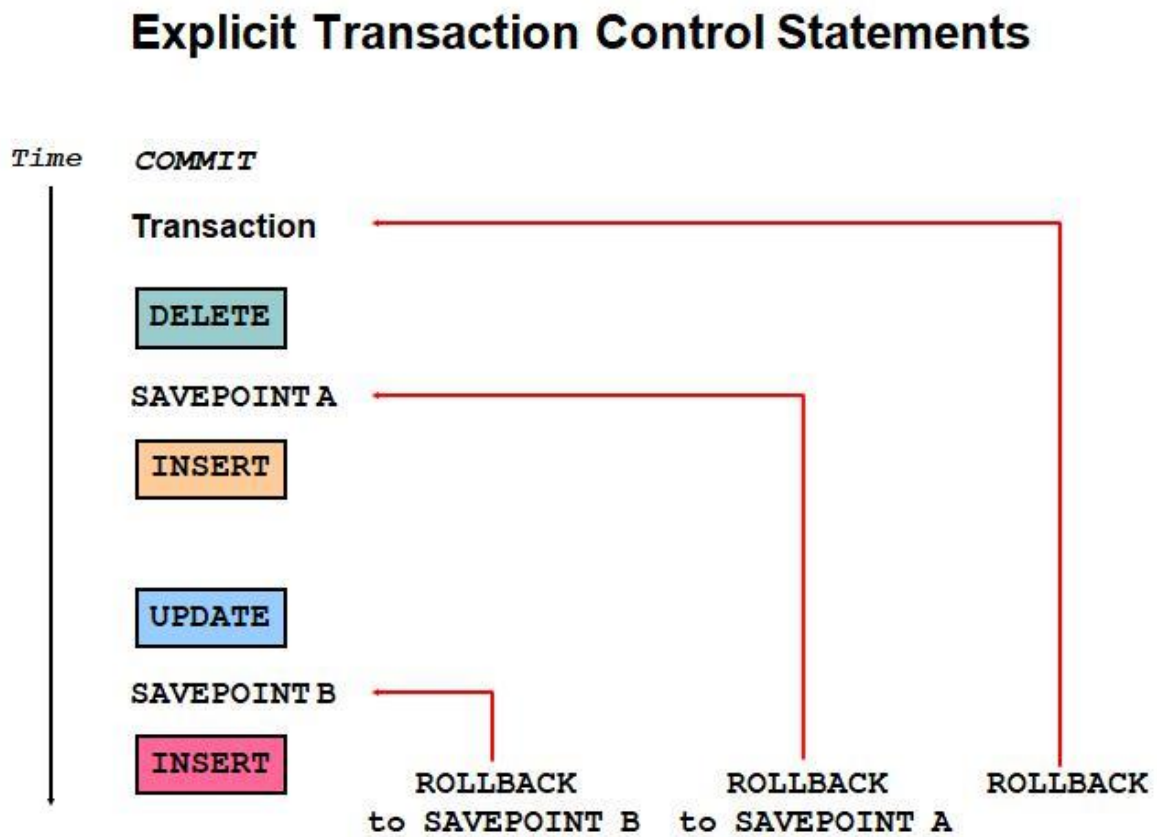 Explicit Transaction Control Statements
Time COMMIT
Transaction
DELETE
SAVEPOINT A
INSERT
UPDATE
SAVEPOINT B
INSERT
ROLLBACK
to SAVEPOINT B
ROLLBACK
to SAVEPOINT A
ROLLBACK